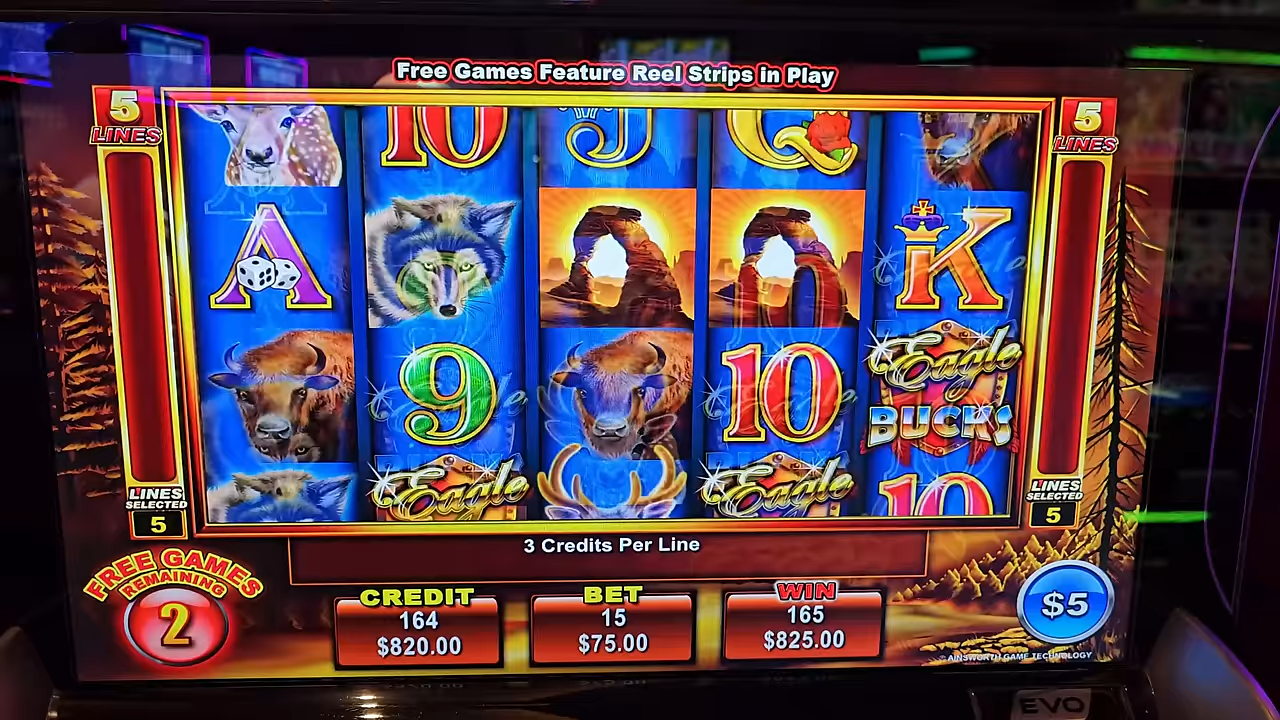 Free Games Feature Reel Strips in Play
5
LINES
5
LINES
10
J
Q
A
K
9
10
Eagle
BUCKS
Eagle
Eagle
10
LINES
SELECTED
5
LINES
SELECTED
5
3 Credits Per Line
FREE GAMES
REMAINING
2
CREDIT
164
$820.00
BET
15
$75.00
WIN
165
$825.00
$5
© AINSWORTH GAME TECHNOLOGY
EVO